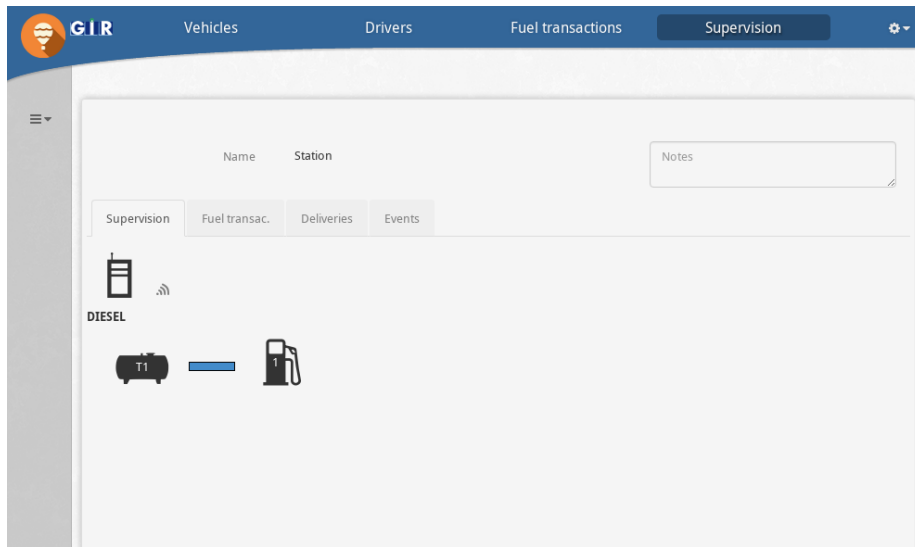 GIR Vehicles Drivers Fuel transactions Supervision
Name Station Notes
Supervision Fuel transac. Deliveries Events
DIESEL
T1 1